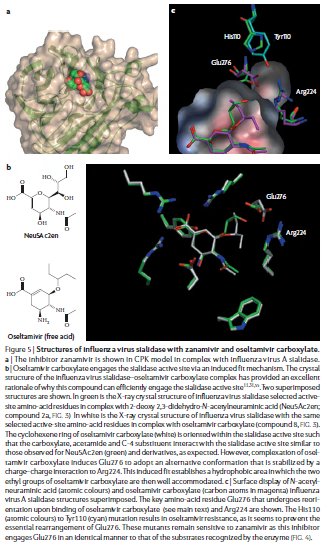 a
c
His110
Tyr110
Glu276
Arg224
b
OH
HO
OH
O
HO
O
NH
OH
O
Neu5Ac2en
O
HO
O
NH
NH2
O
Oseltamivir (free acid)
Glu276
Arg224
Figure 5 | Structures of influenza virus sialidase with zanamivir and oseltamivir carboxylate.
a | The inhibitor zanamivir is shown in CPK model in complex with influenza virus A sialidase.
b | Oseltamivir carboxylate engages the sialidase active site via an induced fit mechanism. The crystal
structure of the influenza virus sialidase–oseltamivir carboxylate complex has provided an excellent
rationale of why this compound can efficiently engage the sialidase active site. Two superimposed
structures are shown. In green is the X-ray crystal structure of influenza virus sialidase selected active-
site amino-acid residues in complex with 2-deoxy 2,3-dehydro-N-acetylneuraminic acid (Neu5Ac2en;
compound 2a, FIG. 3). In white is the X-ray crystal structure of influenza virus sialidase with the same
selected active-site amino-acid residues in complex with oseltamivir carboxylate (compound 8, FIG. 3).
The cyclohexene ring of oseltamivir carboxylate (white) is oriented within the sialidase active site such
that the carboxylate, acetamide and C-4 substituent interact with the sialidase active site similar to
those observed for Neu5Ac2en (green) and derivatives, as expected. However, complexation of osel-
tamivir carboxylate induces Glu276 to adopt an alternative conformation that is stabilized by a
charge–charge interaction to Arg224. This induced fit establishes a hydrophobic area in which the two
ethyl groups of oseltamivir carboxylate are then well accommodated. c | Surface display of N-acetyl-
neuraminic acid (atomic colours) and oseltamivir carboxylate (carbon atoms in magenta) influenza
virus A sialidase structures superimposed. The key amino-acid residue Glu276 that undergoes reori-
entation upon binding of oseltamivir carboxylate (see main text) and Arg224 are shown. The His110
(atomic colours) to Tyr110 (cyan) mutation results in oseltamivir resistance, as is seems to prevent the
essential rearrangement of Glu276. These mutants remain sensitive to zanamivir as this inhibitor
engages Glu276 in an identical manner to that of the substrates recognized by the enzyme (FIG. 4).